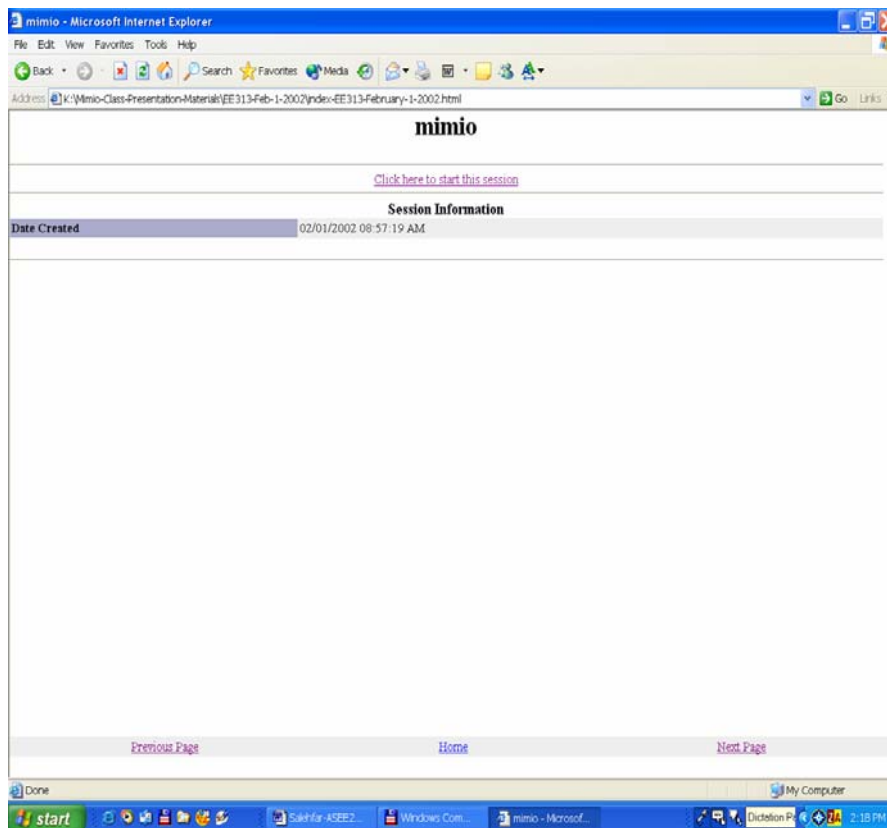 mimio - Microsoft Internet Explorer
File Edit View Favorites Tools Help
Back Search Favorites Media
Address K:\Mimio-Class-Presentation-Materials\EE313-Feb-1-2002\index-EE313-February-1-2002.html Go Links
mimio
Click here to start this session
Session Information
Date Created 02/01/2002 08:57:19 AM
Previous Page Home Next Page
Done My Computer
start Windows Com... mimio - Microsof... Dictation 2:18 PM